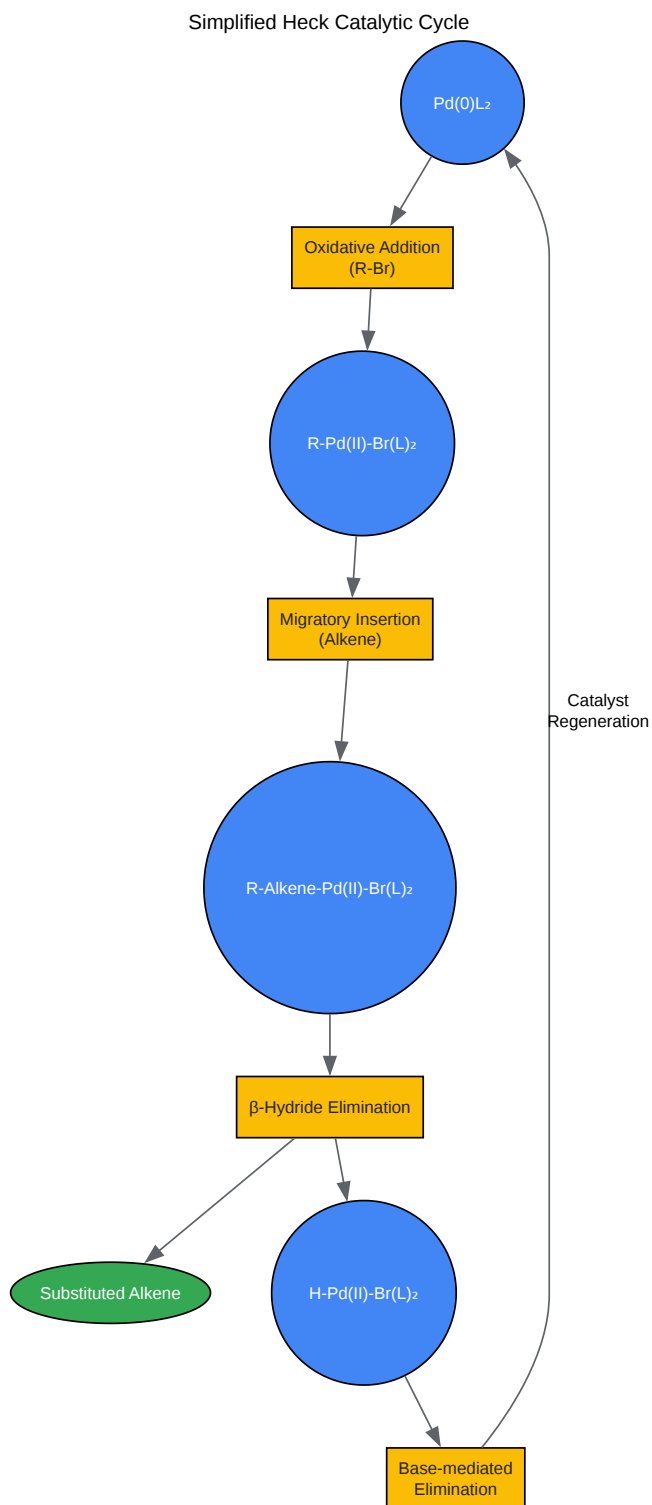 Simplified Heck Catalytic Cycle
Pd(0)L₂
Oxidative Addition
(R-Br)
R-Pd(II)-Br(L)₂
Migratory Insertion
(Alkene)
Catalyst
Regeneration
R-Alkene-Pd(II)-Br(L)₂
β-Hydride Elimination
Substituted Alkene
H-Pd(II)-Br(L)₂
Base-mediated
Elimination